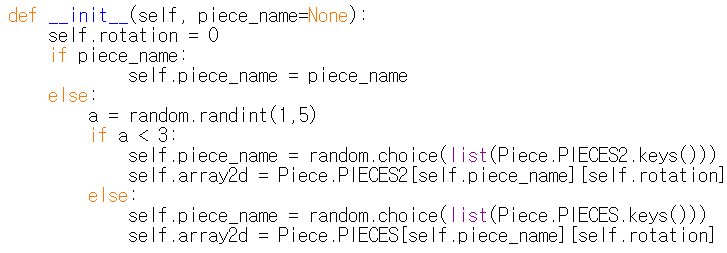 def __init__(self, piece_name=None):
    self.rotation = 0
    if piece_name:
            self.piece_name = piece_name
    else:
        a = random.randint(1,5)
        if a < 3:
            self.piece_name = random.choice(list(Piece.PIECES2.keys()))
            self.array2d = Piece.PIECES2[self.piece_name][self.rotation]
        else:
            self.piece_name = random.choice(list(Piece.PIECES.keys()))
            self.array2d = Piece.PIECES[self.piece_name][self.rotation]